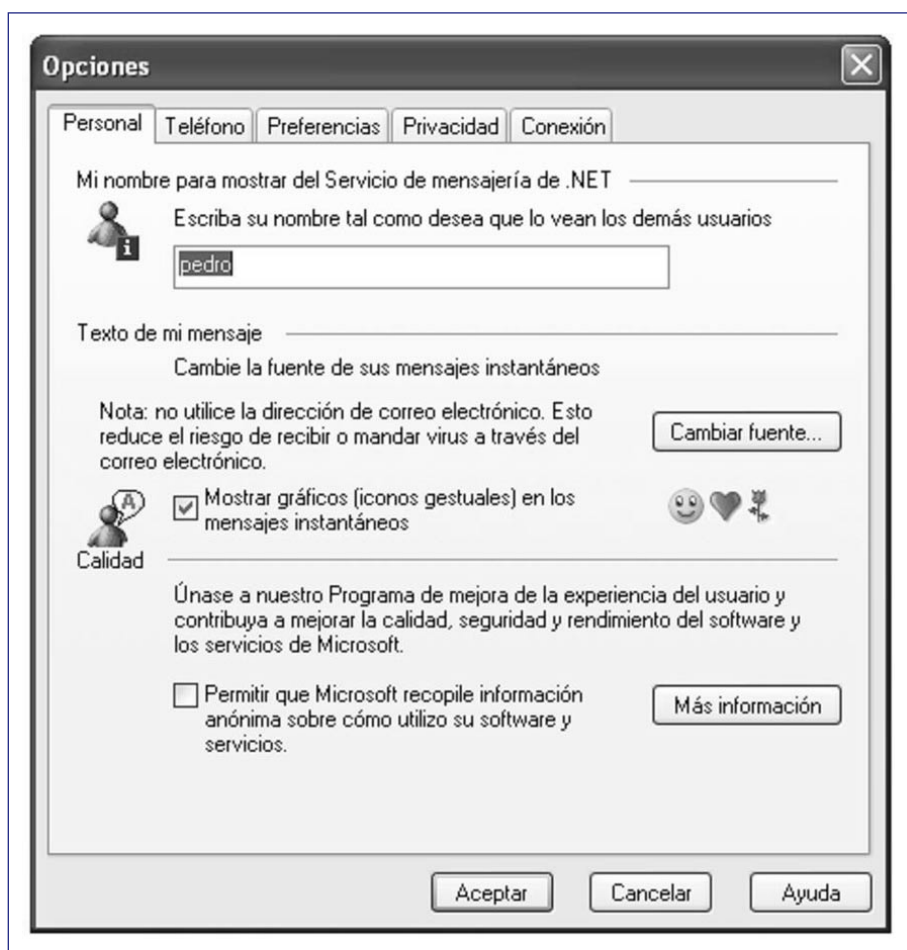 Opciones
Personal Teléfono Preferencias Privacidad Conexión
Mi nombre para mostrar del Servicio de mensajería de .NET
Escriba su nombre tal como desea que lo vean los demás usuarios
pedro
Texto de mi mensaje
Cambie la fuente de sus mensajes instantáneos
Nota: no utilice la dirección de correo electrónico. Esto
reduce el riesgo de recibir o mandar virus a través del
correo electrónico.
Cambiar fuente...
Mostrar gráficos (iconos gestuales) en los
mensajes instantáneos
Calidad
Únase a nuestro Programa de mejora de la experiencia del usuario y
contribuya a mejorar la calidad, seguridad y rendimiento del software y
los servicios de Microsoft.
Permitir que Microsoft recopile información
anónima sobre cómo utilizo su software y
servicios.
Más información
Aceptar Cancelar Ayuda